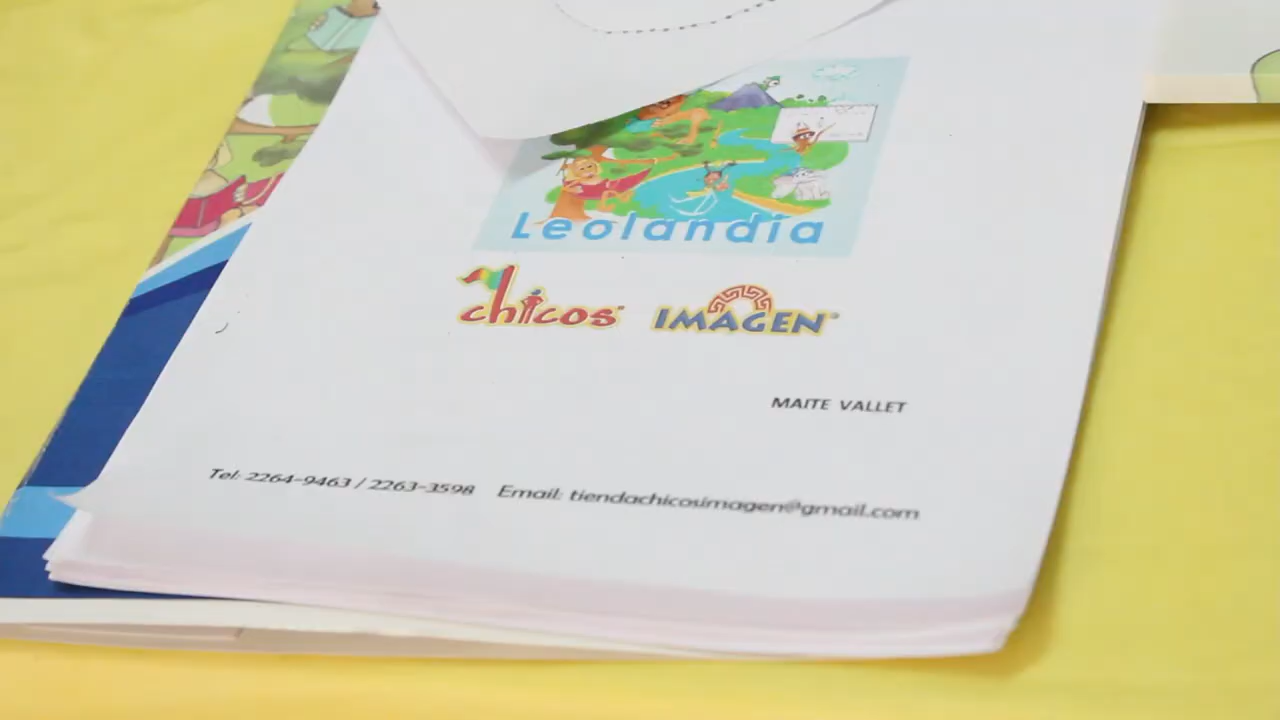 Leolandia
chicos IMAGEN
MAITE VALLET
Tel: 2264-9463 / 2263-3598 Email: tiendachicosimagen@gmail.com